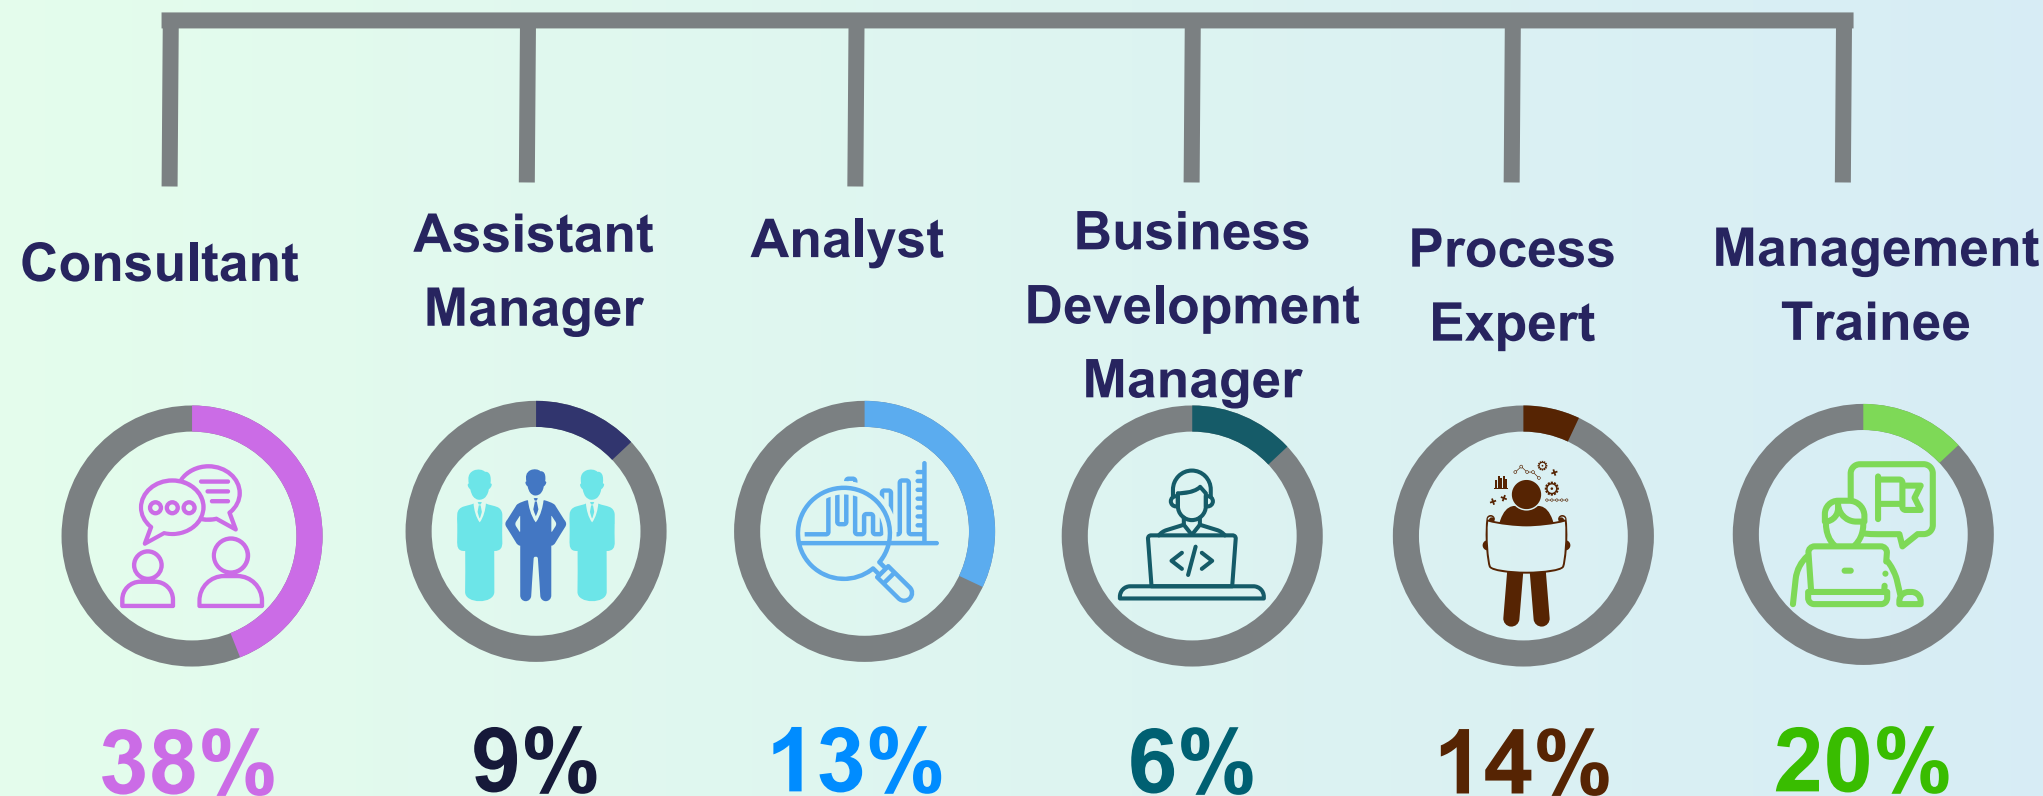 Consultant
Assistant
Manager
Analyst
Business
Development
Manager
Process
Expert
Management
Trainee
</>
38%
9%
13%
6%
14%
20%